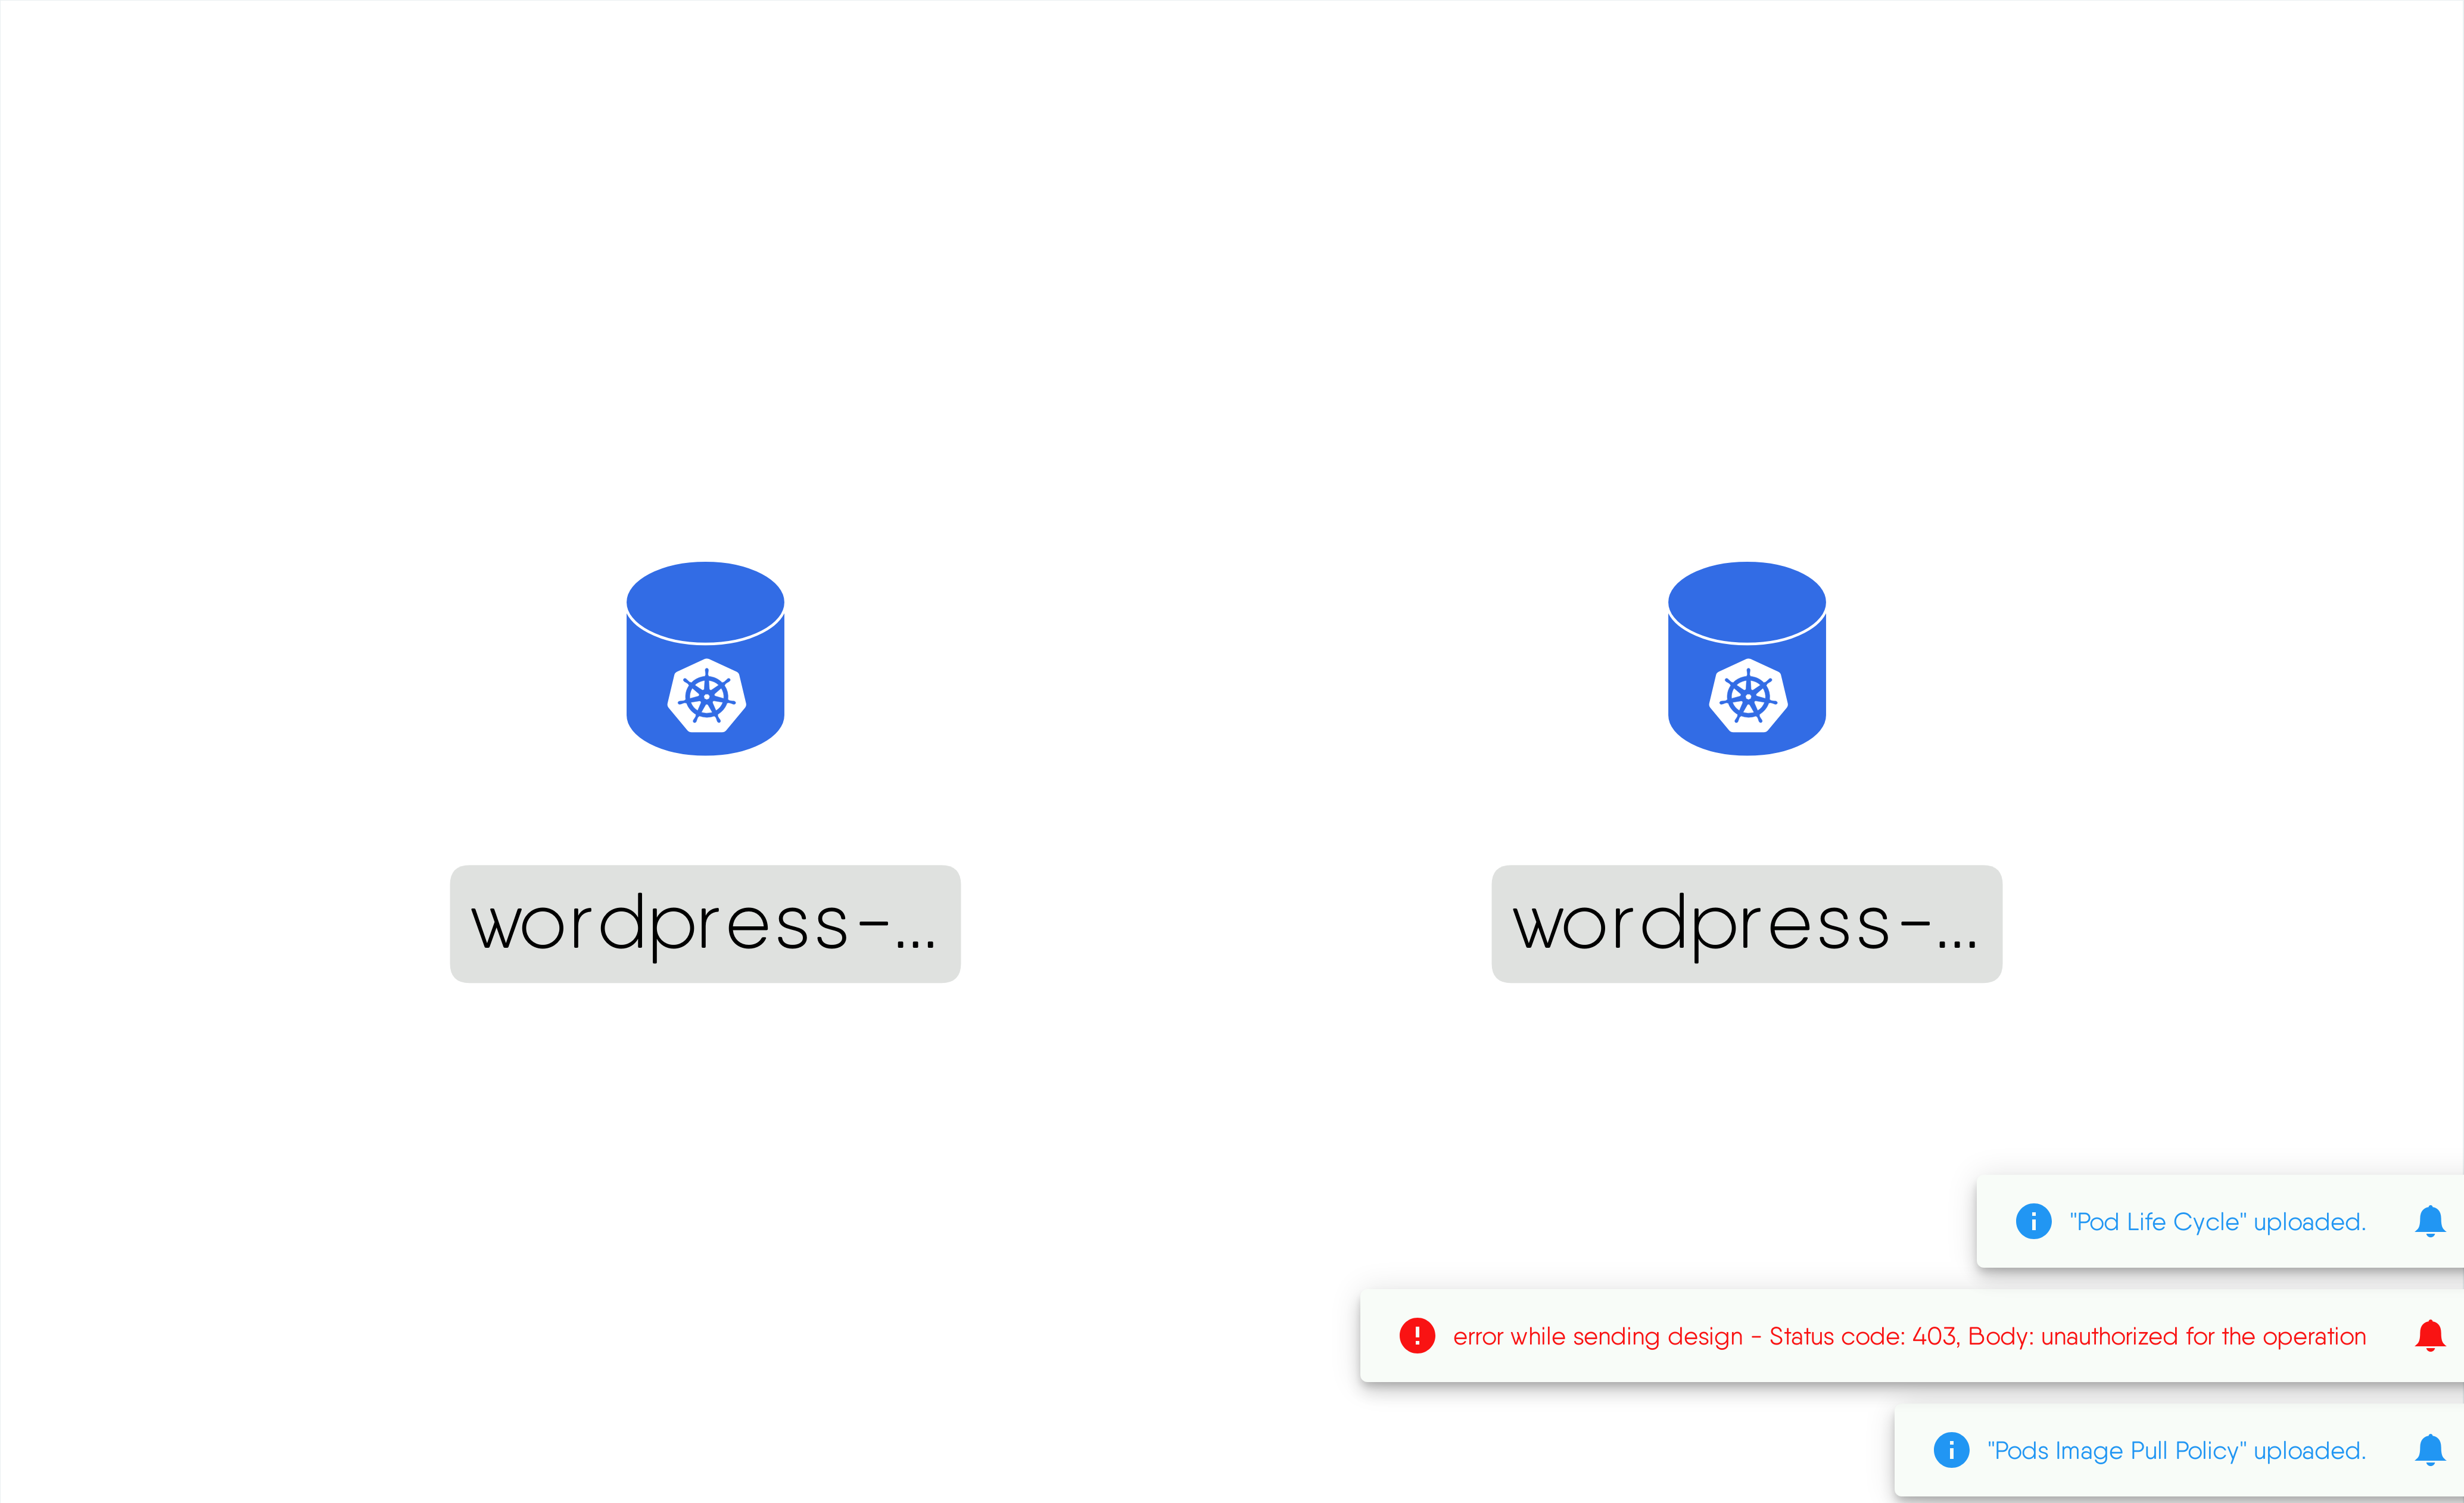 wordpress-...
wordpress-...
"Pod Life Cycle" uploaded.
error while sending design - Status code: 403, Body: unauthorized for the operation
"Pods Image Pull Policy" uploaded.